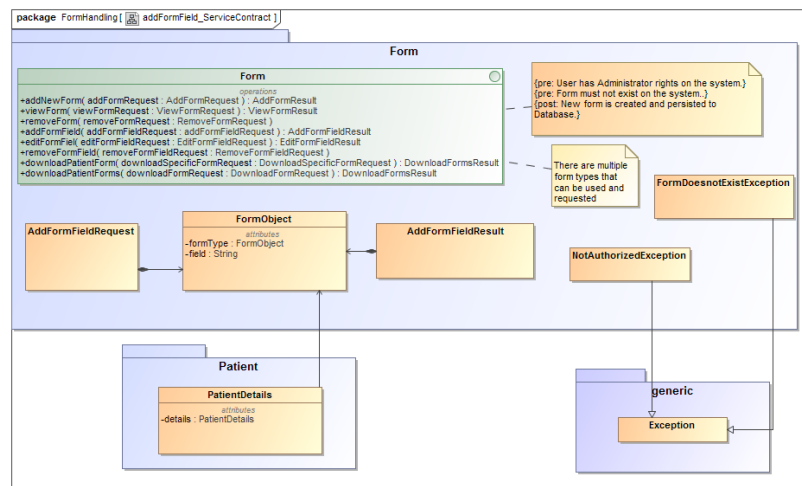 package FormHandling [ addFormField_ServiceContract ]
Form
Form
operations
+addNewForm( addFormRequest : AddFormRequest ) : AddFormResult
+viewForm( viewFormRequest : ViewFormRequest ) : ViewFormResult
+removeForm( removeFormRequest : RemoveFormRequest )
+addFormField( addFormFieldRequest : addFormFieldRequest ) : AddFormFieldResult
+editFormFiel( editFormFieldRequest : EditFormFieldRequest ) : EditFormFieldResult
+removeFormField( removeFormFieldRequest : RemoveFormFieldRequest )
+downloadPatientForm( downloadSpecificFormRequest : DownloadSpecificFormRequest ) : DownloadFormsResult
+downloadPatientForms( downloadFormRequest : DownloadFormRequest ) : DownloadFormsResult
{pre: User has Administrator rights on the system.}
{pre: Form must not exist on the system..}
{post: New form is created and persisted to
Database.}
There are multiple
form types that
can be used and
requested
FormDoesnotExistException
AddFormFieldRequest
FormObject
attributes
-formType : FormObject
-field : String
AddFormFieldResult
NotAuthorizedException
Patient
PatientDetails
attributes
-details : PatientDetails
generic
Exception